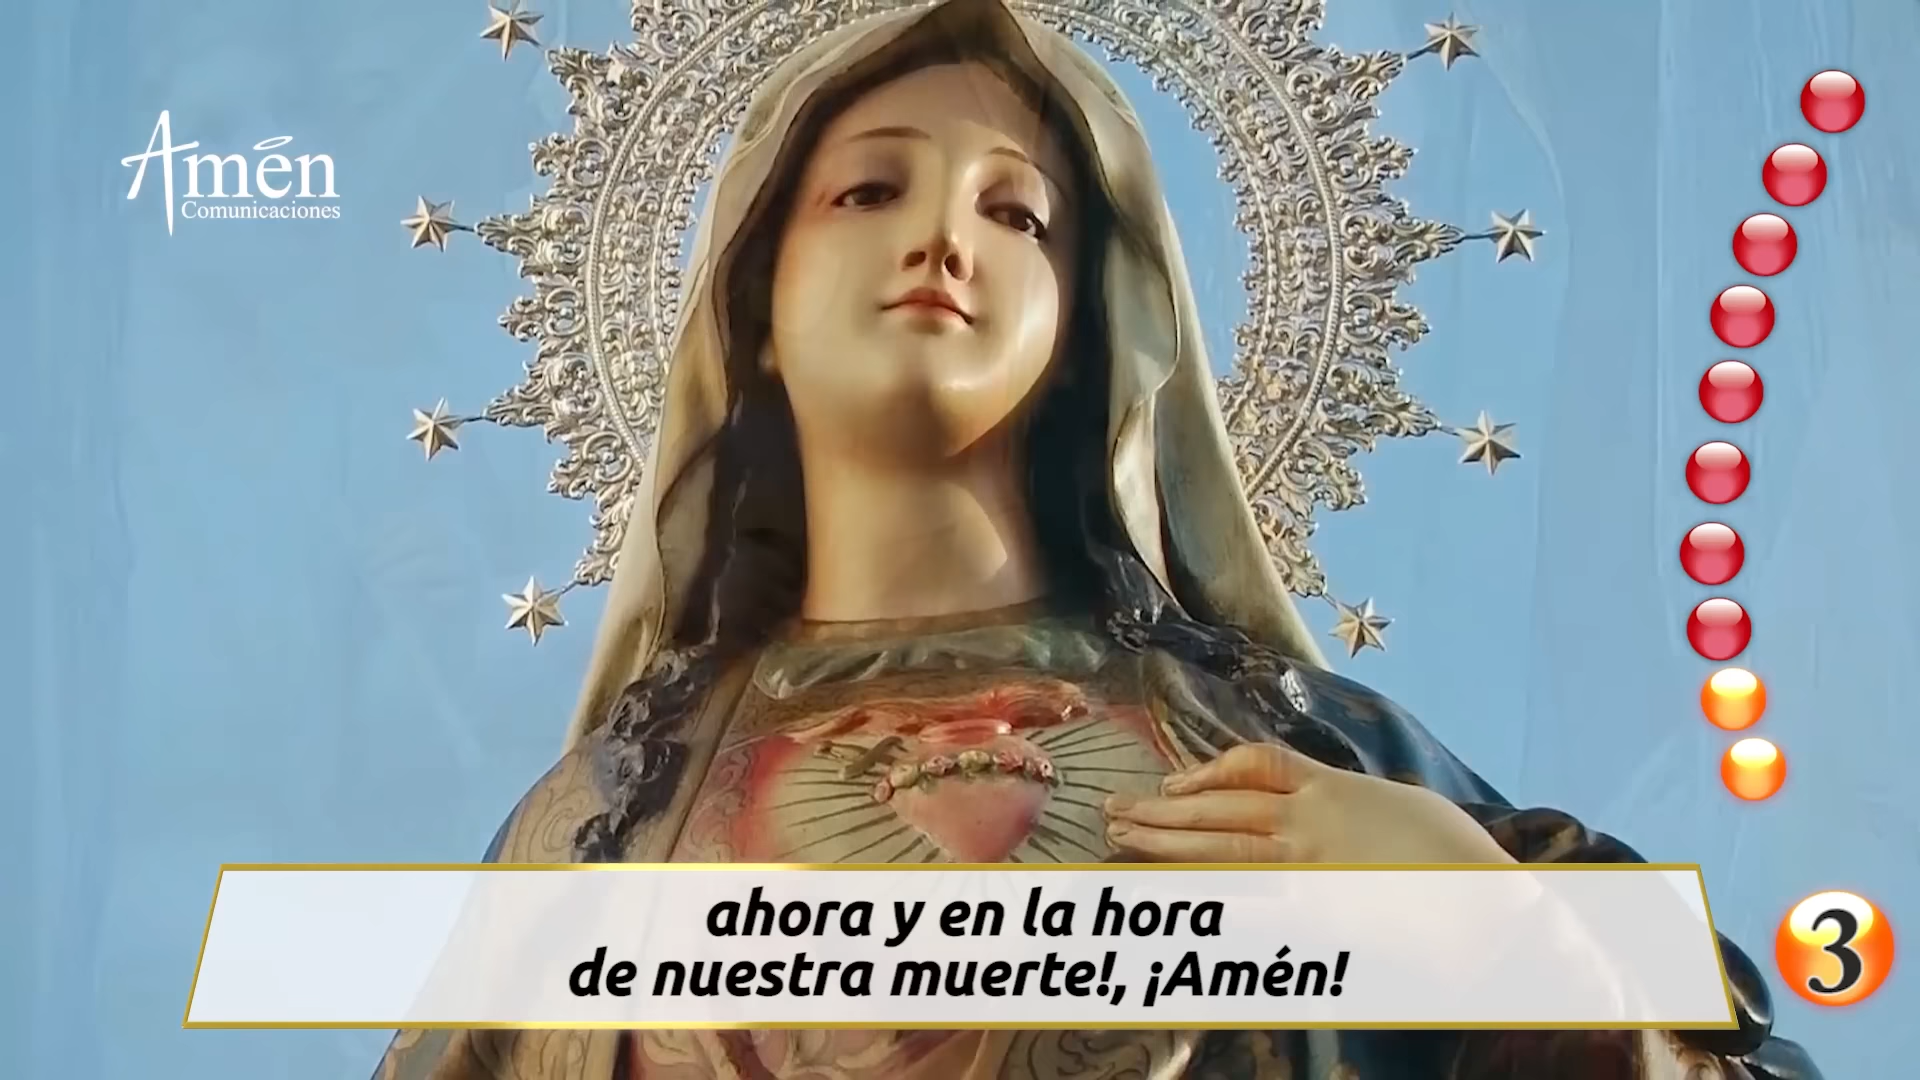 Amén
Comunicaciones
ahora y en la hora
de nuestra muerte!, ¡Amén!
3